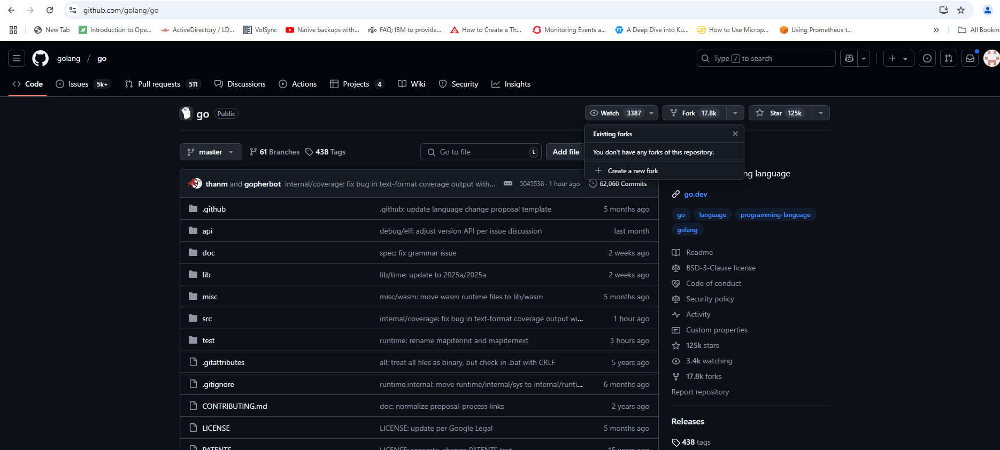 github.com/golang/go
New Tab
Introduction to Ope...
ActiveDirectory / LD...
VolSync
Native backups with...
FAQ: IBM to provide...
How to Create a Th...
Monitoring Events a...
A Deep Dive into Ku...
How to Use Microp...
Using Prometheus t...
All Bookm
golang / go
Type / to search
Code
Issues 5k+
Pull requests 511
Discussions
Actions
Projects 4
Wiki
Security
Insights
go Public
Watch 3387
Fork 17.8k
Star 125k
Existing forks
You don't have any forks of this repository.
Create a new fork
master
61 Branches
438 Tags
Go to file t
Add file
ng language
thanm and gopherbot internal/coverage: fix bug in text-format coverage output with... 5045538 · 1 hour ago 62,060 Commits
.github .github: update language change proposal template 5 months ago
api debug/elf: adjust version API per issue discussion last month
doc spec: fix grammar issue 2 weeks ago
lib lib/time: update to 2025a/2025a 2 weeks ago
misc misc/wasm: move wasm runtime files to lib/wasm 5 months ago
src internal/coverage: fix bug in text-format coverage output wi... 1 hour ago
test runtime: rename mapiterinit and mapiternext 3 hours ago
.gitattributes all: treat all files as binary, but check in .bat with CRLF 5 years ago
.gitignore runtime,internal: move runtime/internal/sys to internal/runti... 6 months ago
CONTRIBUTING.md doc: normalize proposal-process links 2 years ago
LICENSE LICENSE: update per Google Legal 5 months ago
PATENTS LICENSE: separate, change PATENTS text 15 years ago
go.dev
go language programming-language
golang
Readme
BSD-3-Clause license
Code of conduct
Security policy
Activity
Custom properties
125k stars
3.4k watching
17.8k forks
Report repository
Releases
438 tags